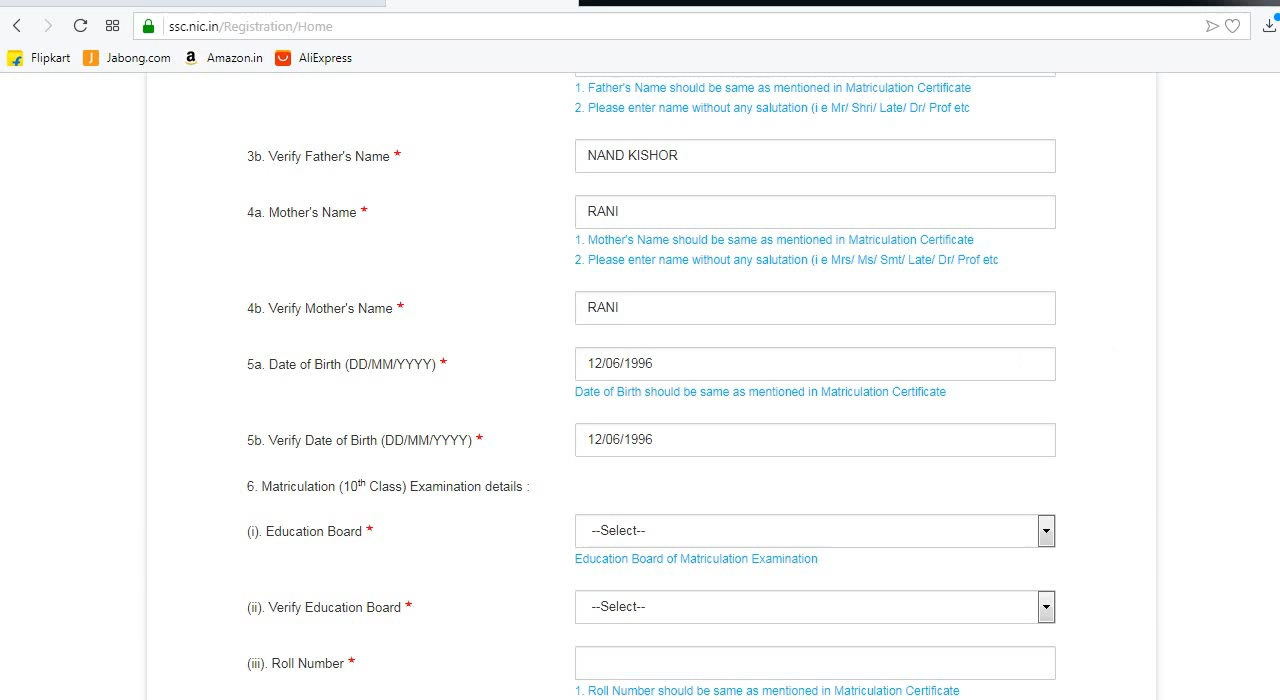 ssc.nic.in/Registration/Home
Flipkart Jabong.com Amazon.in AliExpress
1. Father's Name should be same as mentioned in Matriculation Certificate
2. Please enter name without any salutation (i e Mr/ Shri/ Late/ Dr/ Prof etc
3b. Verify Father's Name * NAND KISHOR
4a. Mother's Name * RANI
1. Mother's Name should be same as mentioned in Matriculation Certificate
2. Please enter name without any salutation (i e Mrs/ Ms/ Smt/ Late/ Dr/ Prof etc
4b. Verify Mother's Name * RANI
5a. Date of Birth (DD/MM/YYYY) * 12/06/1996
Date of Birth should be same as mentioned in Matriculation Certificate
5b. Verify Date of Birth (DD/MM/YYYY) * 12/06/1996
6. Matriculation (10th Class) Examination details :
(i). Education Board * --Select--
Education Board of Matriculation Examination
(ii). Verify Education Board * --Select--
(iii). Roll Number *
1. Roll Number should be same as mentioned in Matriculation Certificate